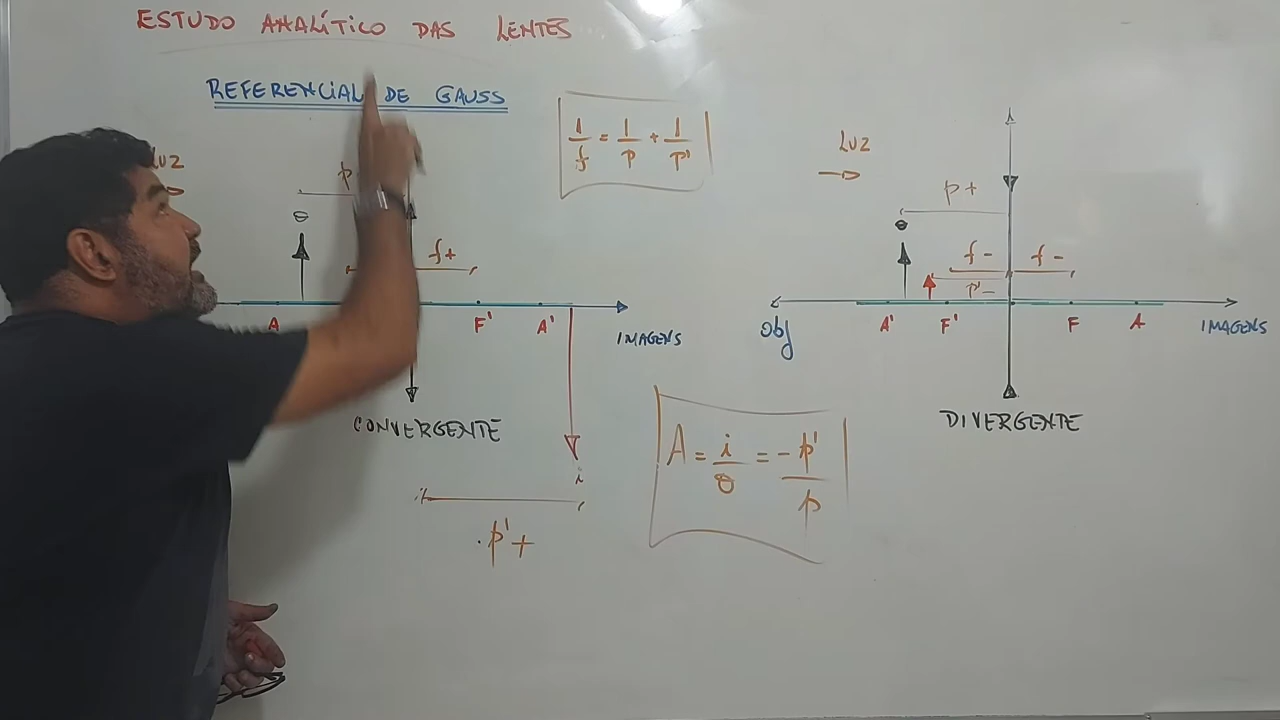 ESTUDO ANALÍTICO DAS LENTES
REFERENCIAL DE GAUSS
1/f = 1/p + 1/p'
LUZ
p
o
f+
A
F'
A'
IMAGENS
CONVERGENTE
i
p'+
A = i/o = -p'/p
LUZ
p+
o
f-
f-
p'-
Obj
A'
F'
F
A
IMAGENS
DIVERGENTE